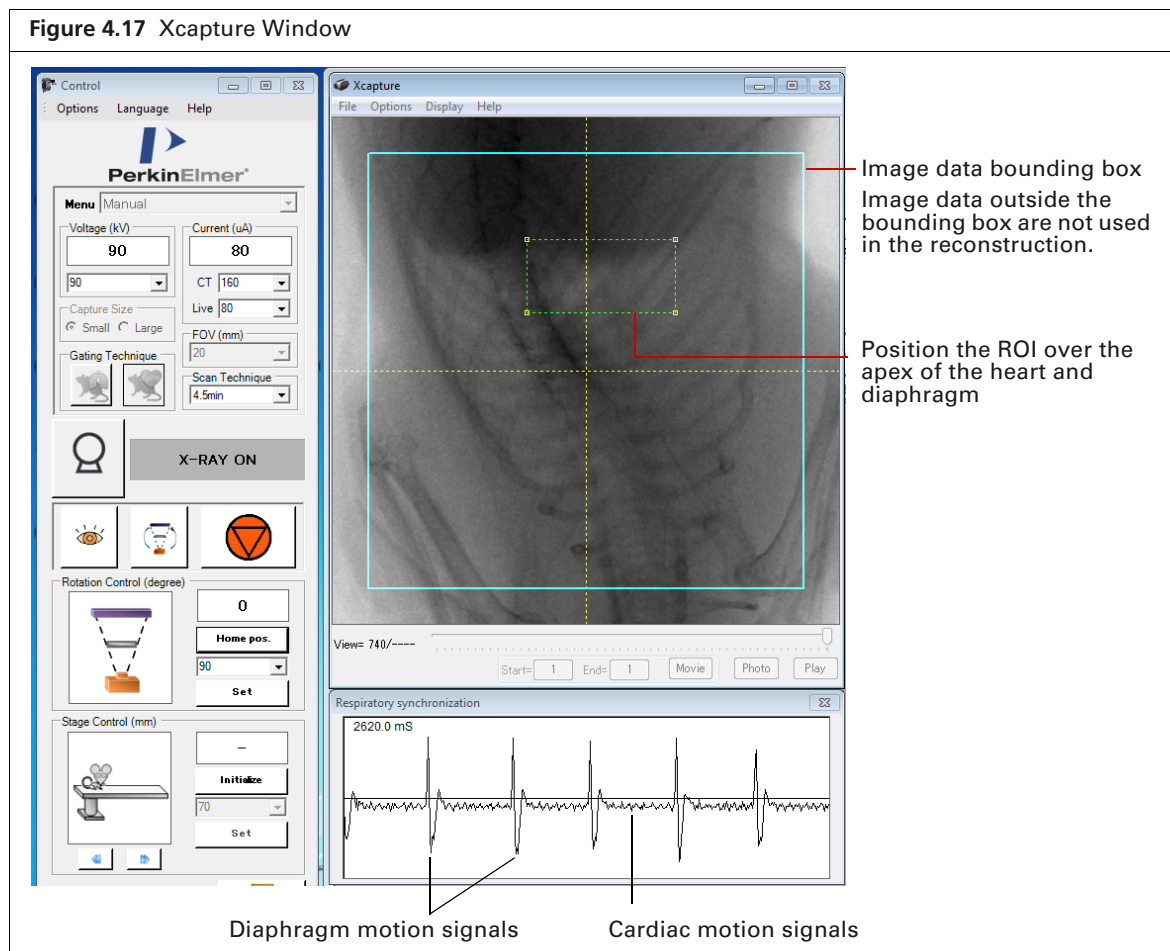 Figure 4.17 Xcapture Window
Control
Options Language Help
PerkinElmer
Menu Manual
Voltage (kV)
90
90
Current (uA)
80
CT 160
Live 80
Capture Size
Small Large
FOV (mm)
20
Gating Technique
Scan Technique
4.5min
X-RAY ON
Rotation Control (degree)
0
Home pos.
90
Set
Stage Control (mm)
-
Initialize
70
Set
Xcapture
File Options Display Help
View= 740/----
Start= 1 End= 1 Movie Photo Play
Respiratory synchronization
2620.0 mS
Image data bounding box
Image data outside the
bounding box are not used
in the reconstruction.
Position the ROI over the
apex of the heart and
diaphragm
Diaphragm motion signals
Cardiac motion signals